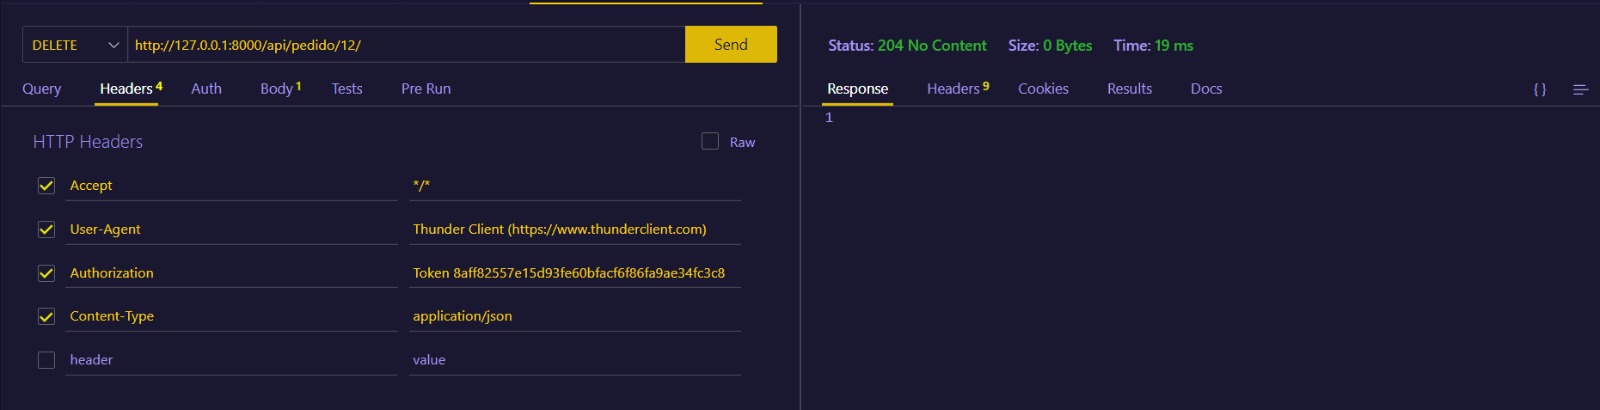 DELETE http://127.0.0.1:8000/api/pedido/12/ Send
Query Headers 4 Auth Body 1 Tests Pre Run
HTTP Headers Raw
Accept */*
User-Agent Thunder Client (https://www.thunderclient.com)
Authorization Token 8aff82557e15d93fe60bfacf6f86fa9ae34fc3c8
Content-Type application/json
header value
Status: 204 No Content Size: 0 Bytes Time: 19 ms
Response Headers 9 Cookies Results Docs { }
1